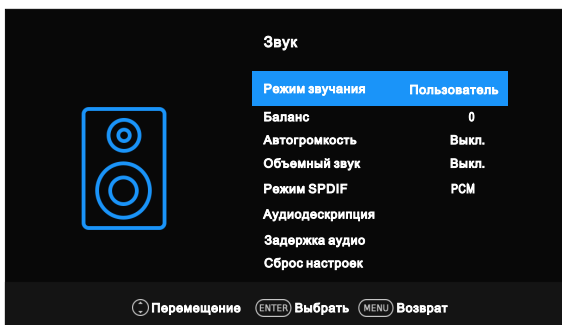 Звук
Режим звучания Пользователь
Баланс 0
Автогромкость Выкл.
Объемный звук Выкл.
Режим SPDIF PCM
Аудиодескрипция
Задержка аудио
Сброс настроек
Перемещение ENTER Выбрать MENU Возврат